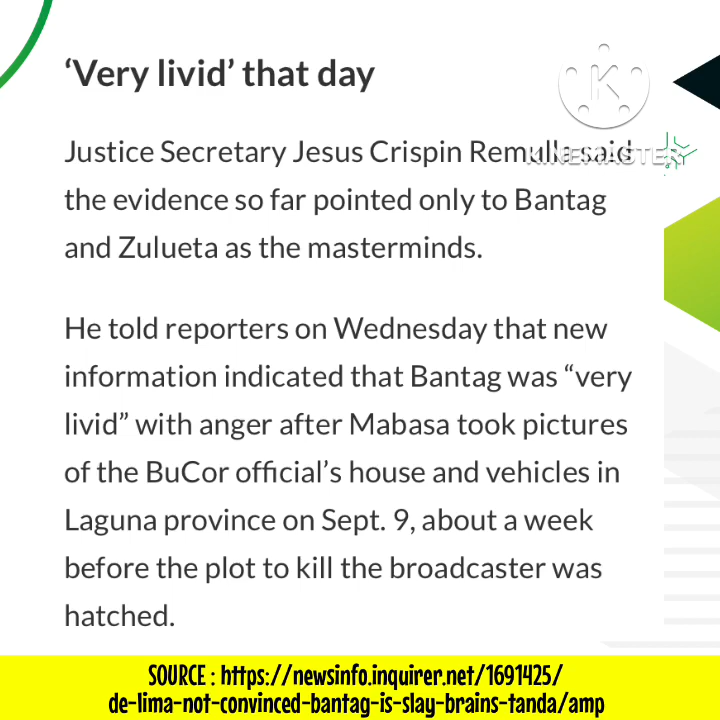 ‘Very livid’ that day
Justice Secretary Jesus Crispin Remulla said
KINEMASTER
the evidence so far pointed only to Bantag
and Zulueta as the masterminds.
He told reporters on Wednesday that new
information indicated that Bantag was “very
livid” with anger after Mabasa took pictures
of the BuCor official’s house and vehicles in
Laguna province on Sept. 9, about a week
before the plot to kill the broadcaster was
hatched.
SOURCE : https://newsinfo.inquirer.net/1691425/
de-lima-not-convinced-bantag-is-slay-brains-tanda/amp